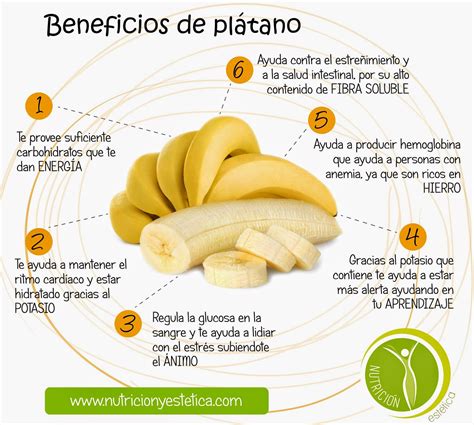 Beneficios de plátano
1
Te provee suficiente
carbohidratos que te
dan ENERGÍA
2
Te ayuda a mantener el
ritmo cardíaco y estar
hidratado gracias al
POTASIO
3
Regula la glucosa en la
sangre y te ayuda a lidiar
con el estrés subiendote
el ÁNIMO
4
Gracias al potasio que
contiene te ayuda a estar
más alerta ayudando en
tu APRENDIZAJE
5
Ayuda a producir hemoglobina
que ayuda a personas con
anemia, ya que son ricos en
HIERRO
6
Ayuda contra el estreñimiento y
a la salud intestinal, por su alto
contenido de FIBRA SOLUBLE
www.nutricionyestetica.com
NUTRICIÓN
estetica